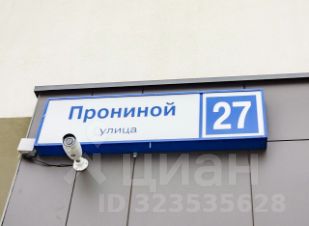 Прониной 27
улица
циан
ID 323535628